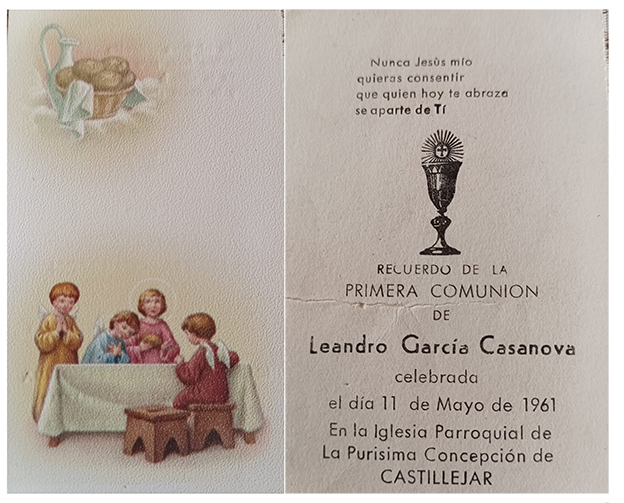 Nunca Jesùs mío
quieras consentir
que quien hoy te abraza
se aparte de Tí
RECUERDO DE LA
PRIMERA COMUNION
DE
Leandro García Casanova
celebrada
el día 11 de Mayo de 1961
En la Iglesia Parroquial de
La Purisima Concepción de
CASTILLEJAR